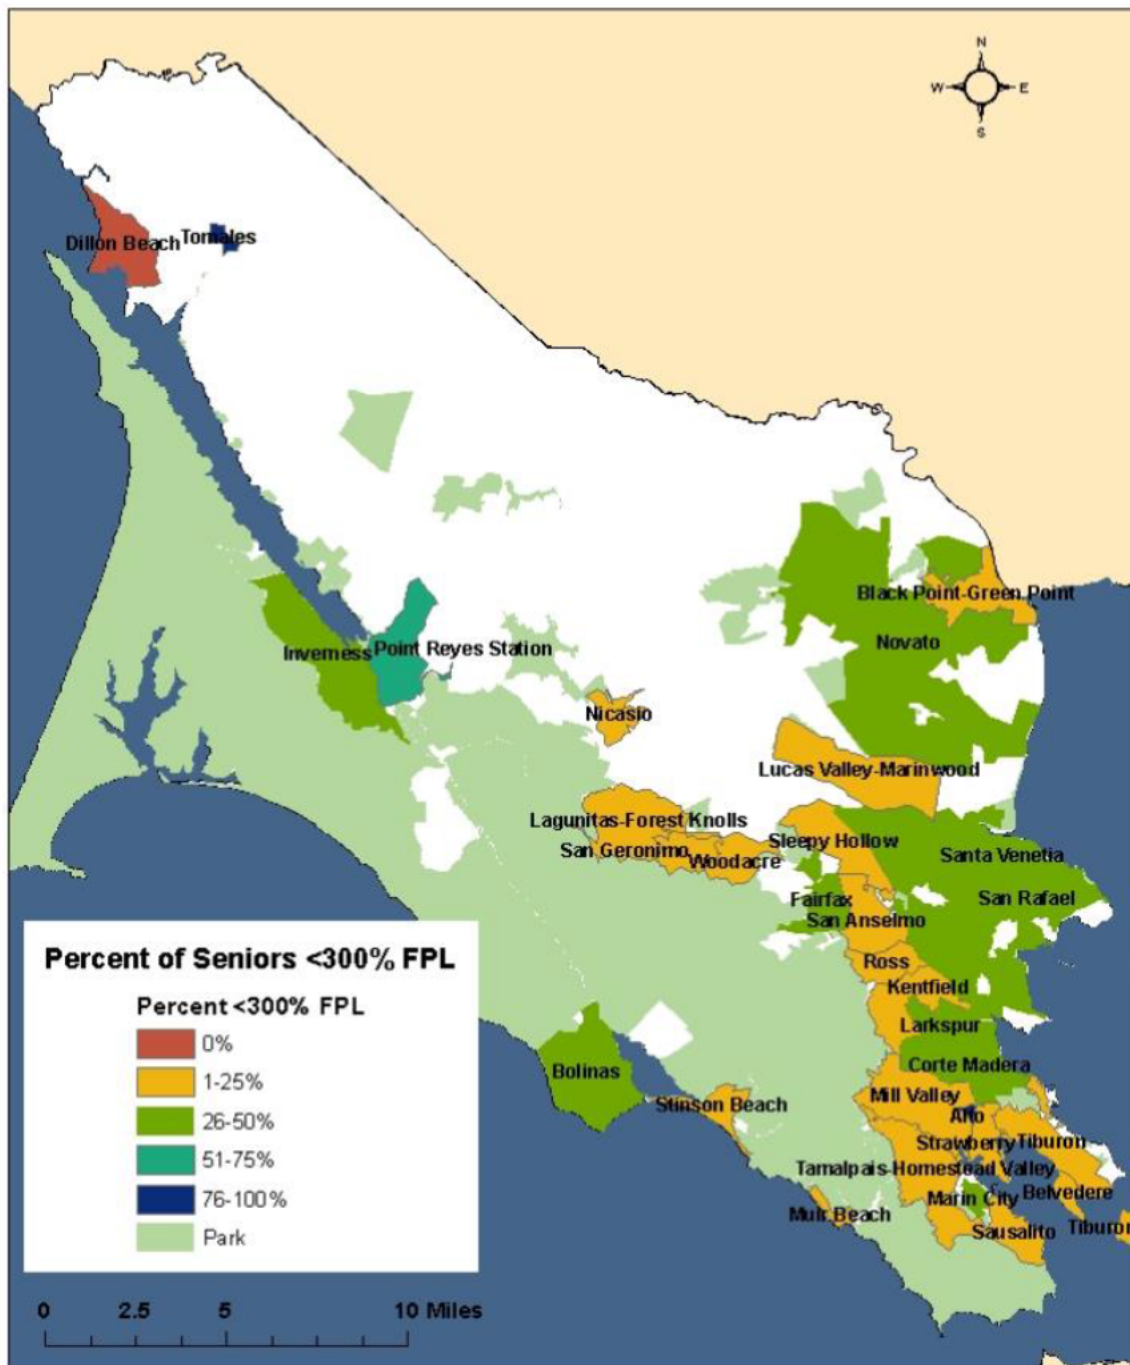 N
W E
S
Dillon Beach
Tomales
Black Point-Green Point
Novato
Inverness
Point Reyes Station
Nicasio
Lucas Valley-Marinwood
Lagunitas-Forest Knolls
Sleepy Hollow
San Geronimo
Woodacre
Santa Venetia
Fairfax
San Rafael
San Anselmo
Ross
Kentfield
Larkspur
Corte Madera
Bolinas
Mill Valley
Stinson Beach
Alto
Strawberry
Tiburon
Tamalpais-Homestead Valley
Marin City
Belvedere
Muir Beach
Sausalito
Tiburon
Percent of Seniors <300% FPL
Percent <300% FPL
0%
1-25%
26-50%
51-75%
76-100%
Park
0 2.5 5 10 Miles